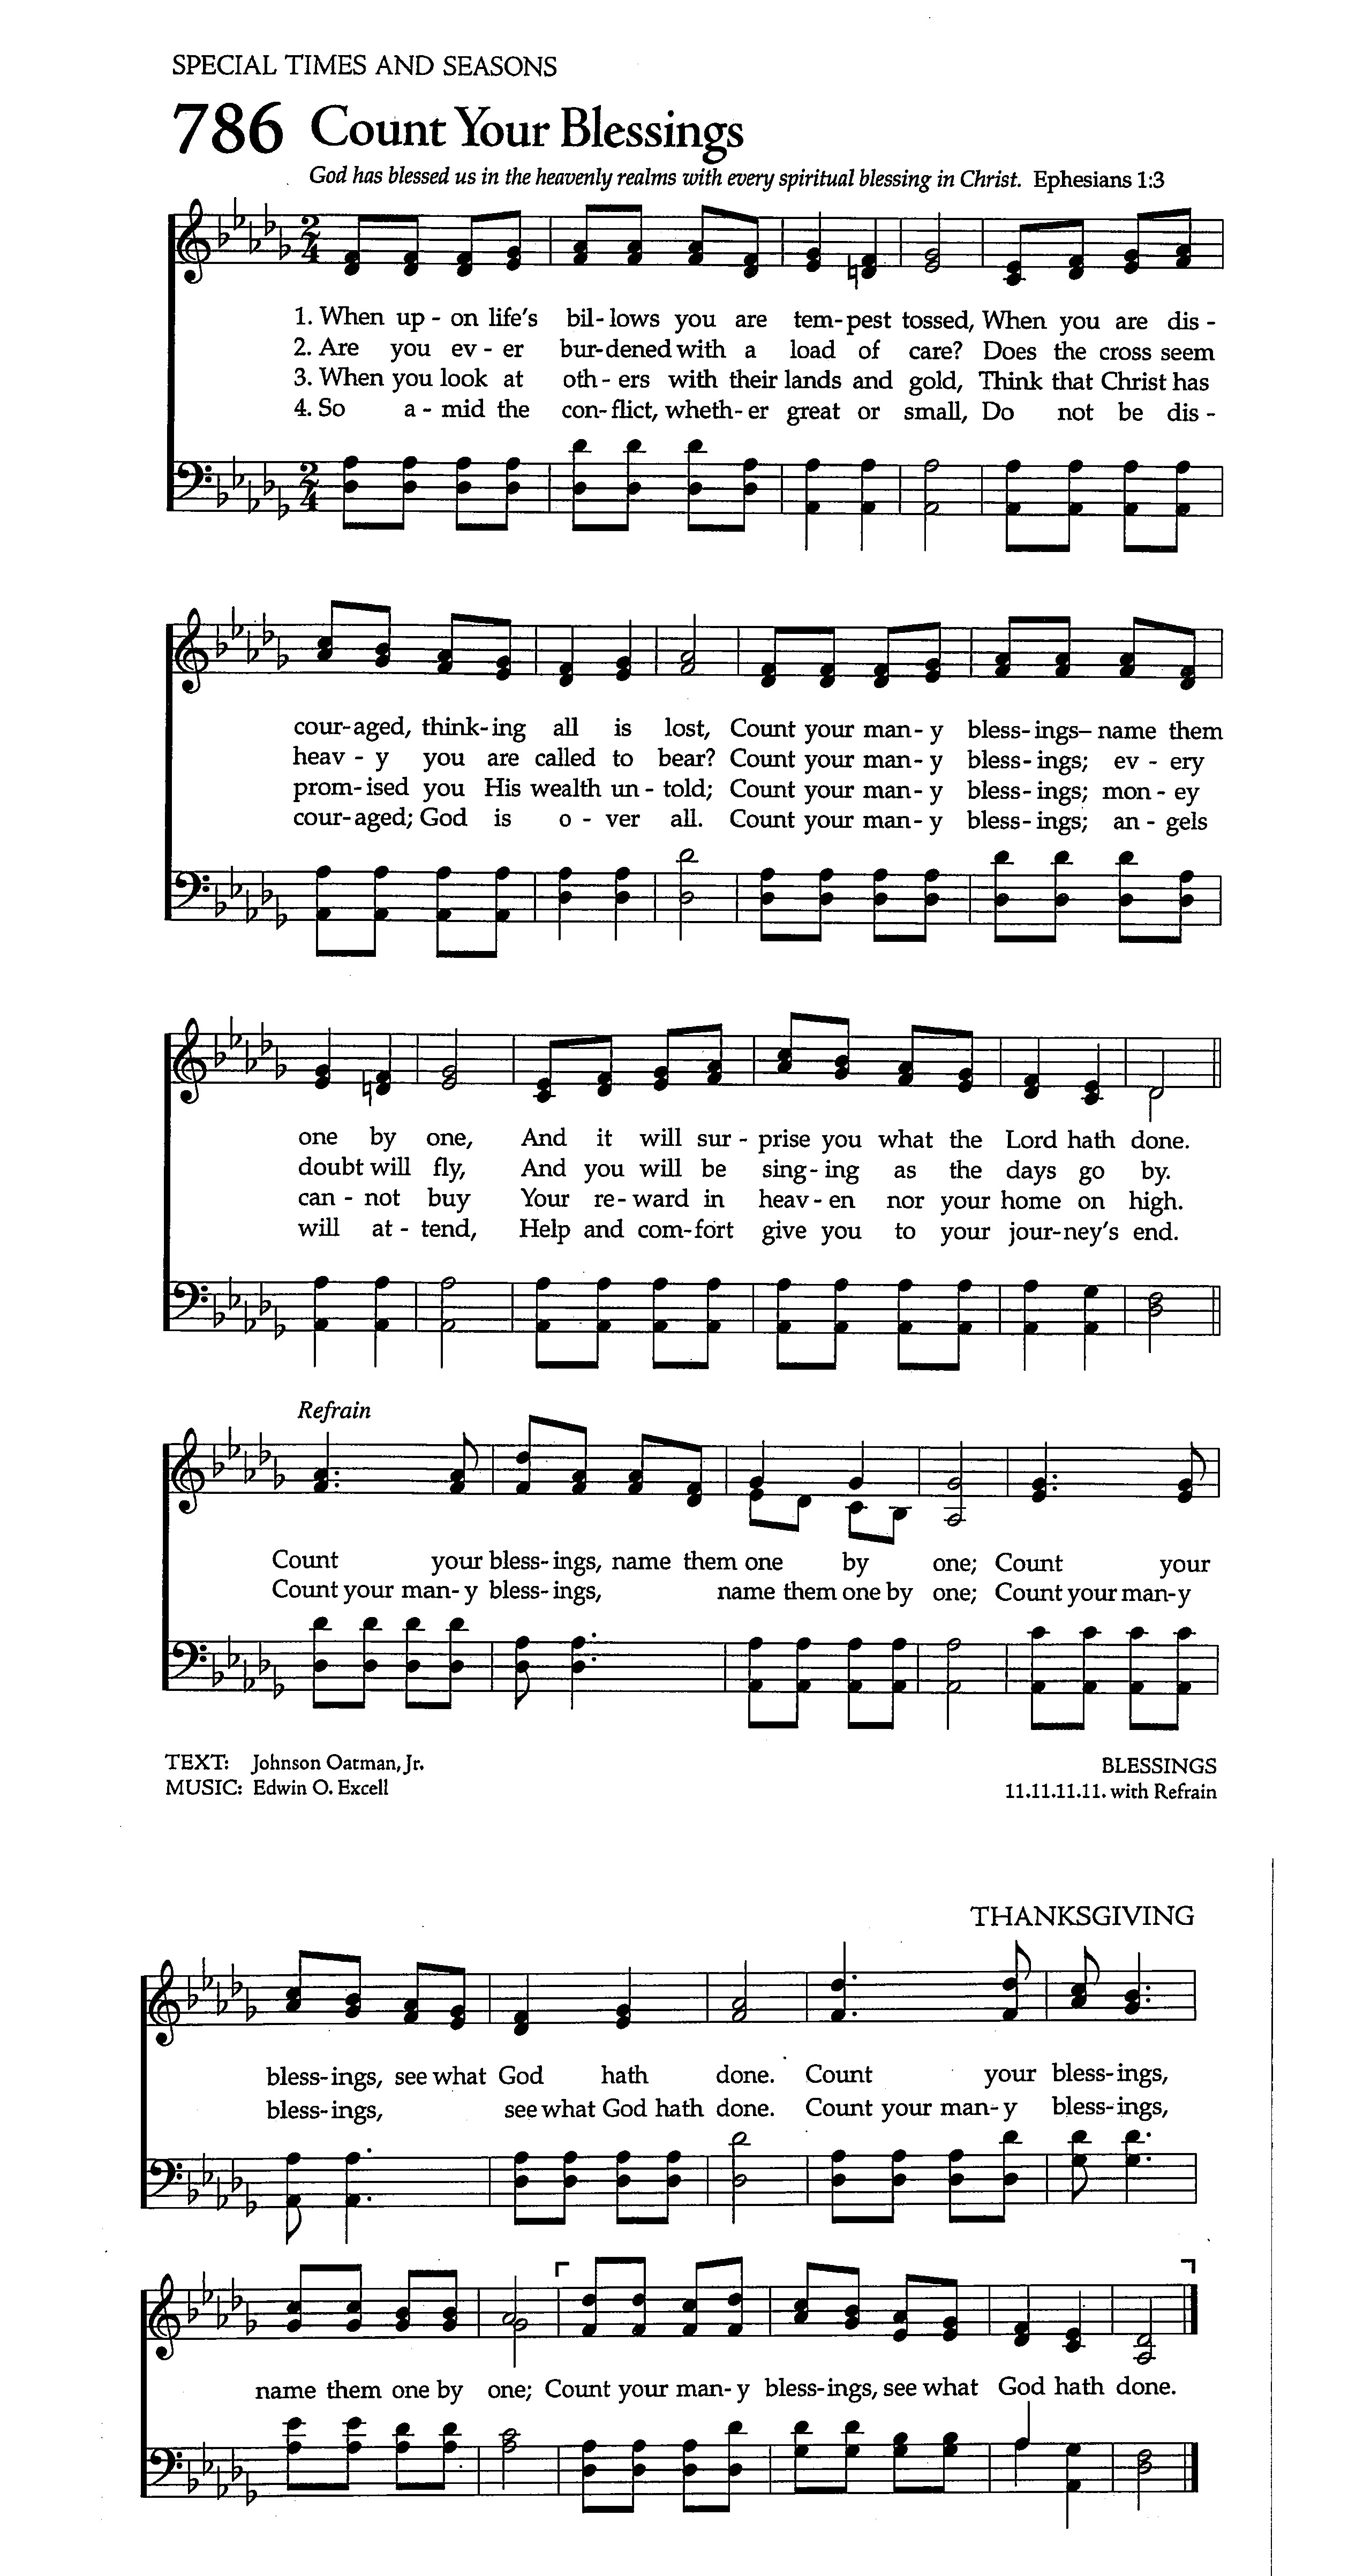 SPECIAL TIMES AND SEASONS
786 Count Your Blessings
God has blessed us in the heavenly realms with every spiritual blessing in Christ. Ephesians 1:3
1. When up - on life's bil - lows you are tem - pest tossed, When you are dis -
2. Are you ev - er bur - dened with a load of care? Does the cross seem
3. When you look at oth - ers with their lands and gold, Think that Christ has
4. So a - mid the con - flict, wheth - er great or small, Do not be dis -
cour - aged, think - ing all is lost, Count your man - y bless - ings– name them
heav - y you are called to bear? Count your man - y bless - ings; ev - ery
prom - ised you His wealth un - told; Count your man - y bless - ings; mon - ey
cour - aged; God is o - ver all. Count your man - y bless - ings; an - gels
one by one, And it will sur - prise you what the Lord hath done.
doubt will fly, And you will be sing - ing as the days go by.
can - not buy Your re - ward in heav - en nor your home on high.
will at - tend, Help and com - fort give you to your jour - ney's end.
Refrain
Count your bless - ings, name them one by one; Count your
Count your man - y bless - ings, name them one by one; Count your man - y
TEXT: Johnson Oatman, Jr.
MUSIC: Edwin O. Excell
BLESSINGS
11.11.11.11. with Refrain
THANKSGIVING
bless - ings, see what God hath done. Count your bless - ings,
bless - ings, see what God hath done. Count your man - y bless - ings,
name them one by one; Count your man - y bless - ings, see what God hath done.